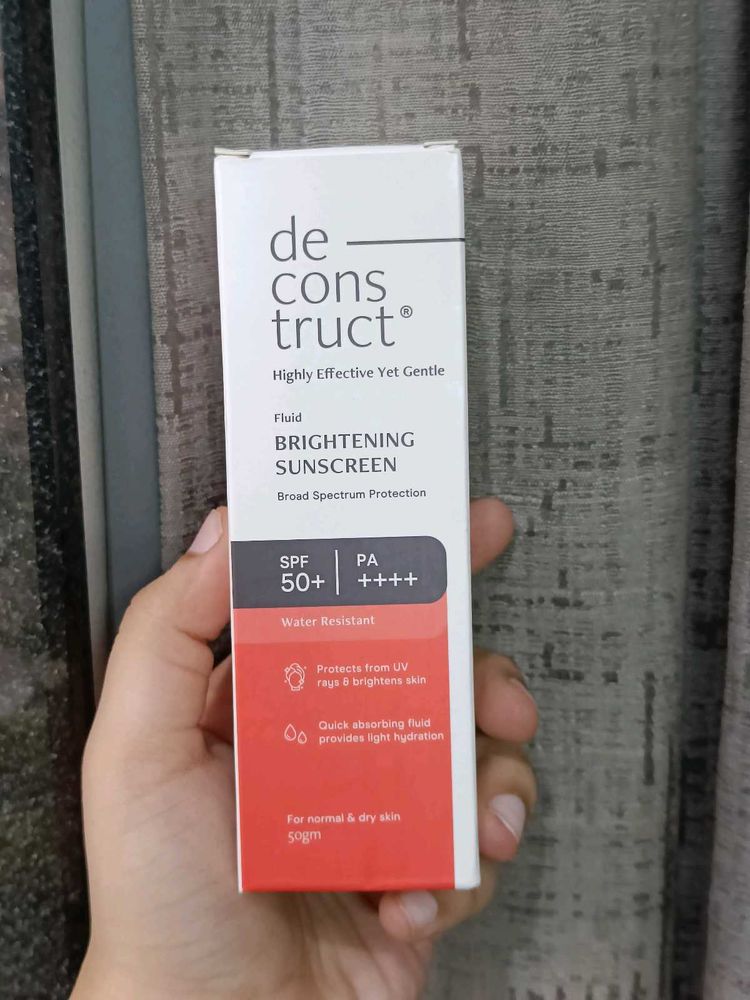 de
cons
truct®
Highly Effective Yet Gentle
Fluid
BRIGHTENING
SUNSCREEN
Broad Spectrum Protection
SPF
50+
PA
++++
Water Resistant
Protects from UV
rays & brightens skin
Quick absorbing fluid
provides light hydration
For normal & dry skin
50gm